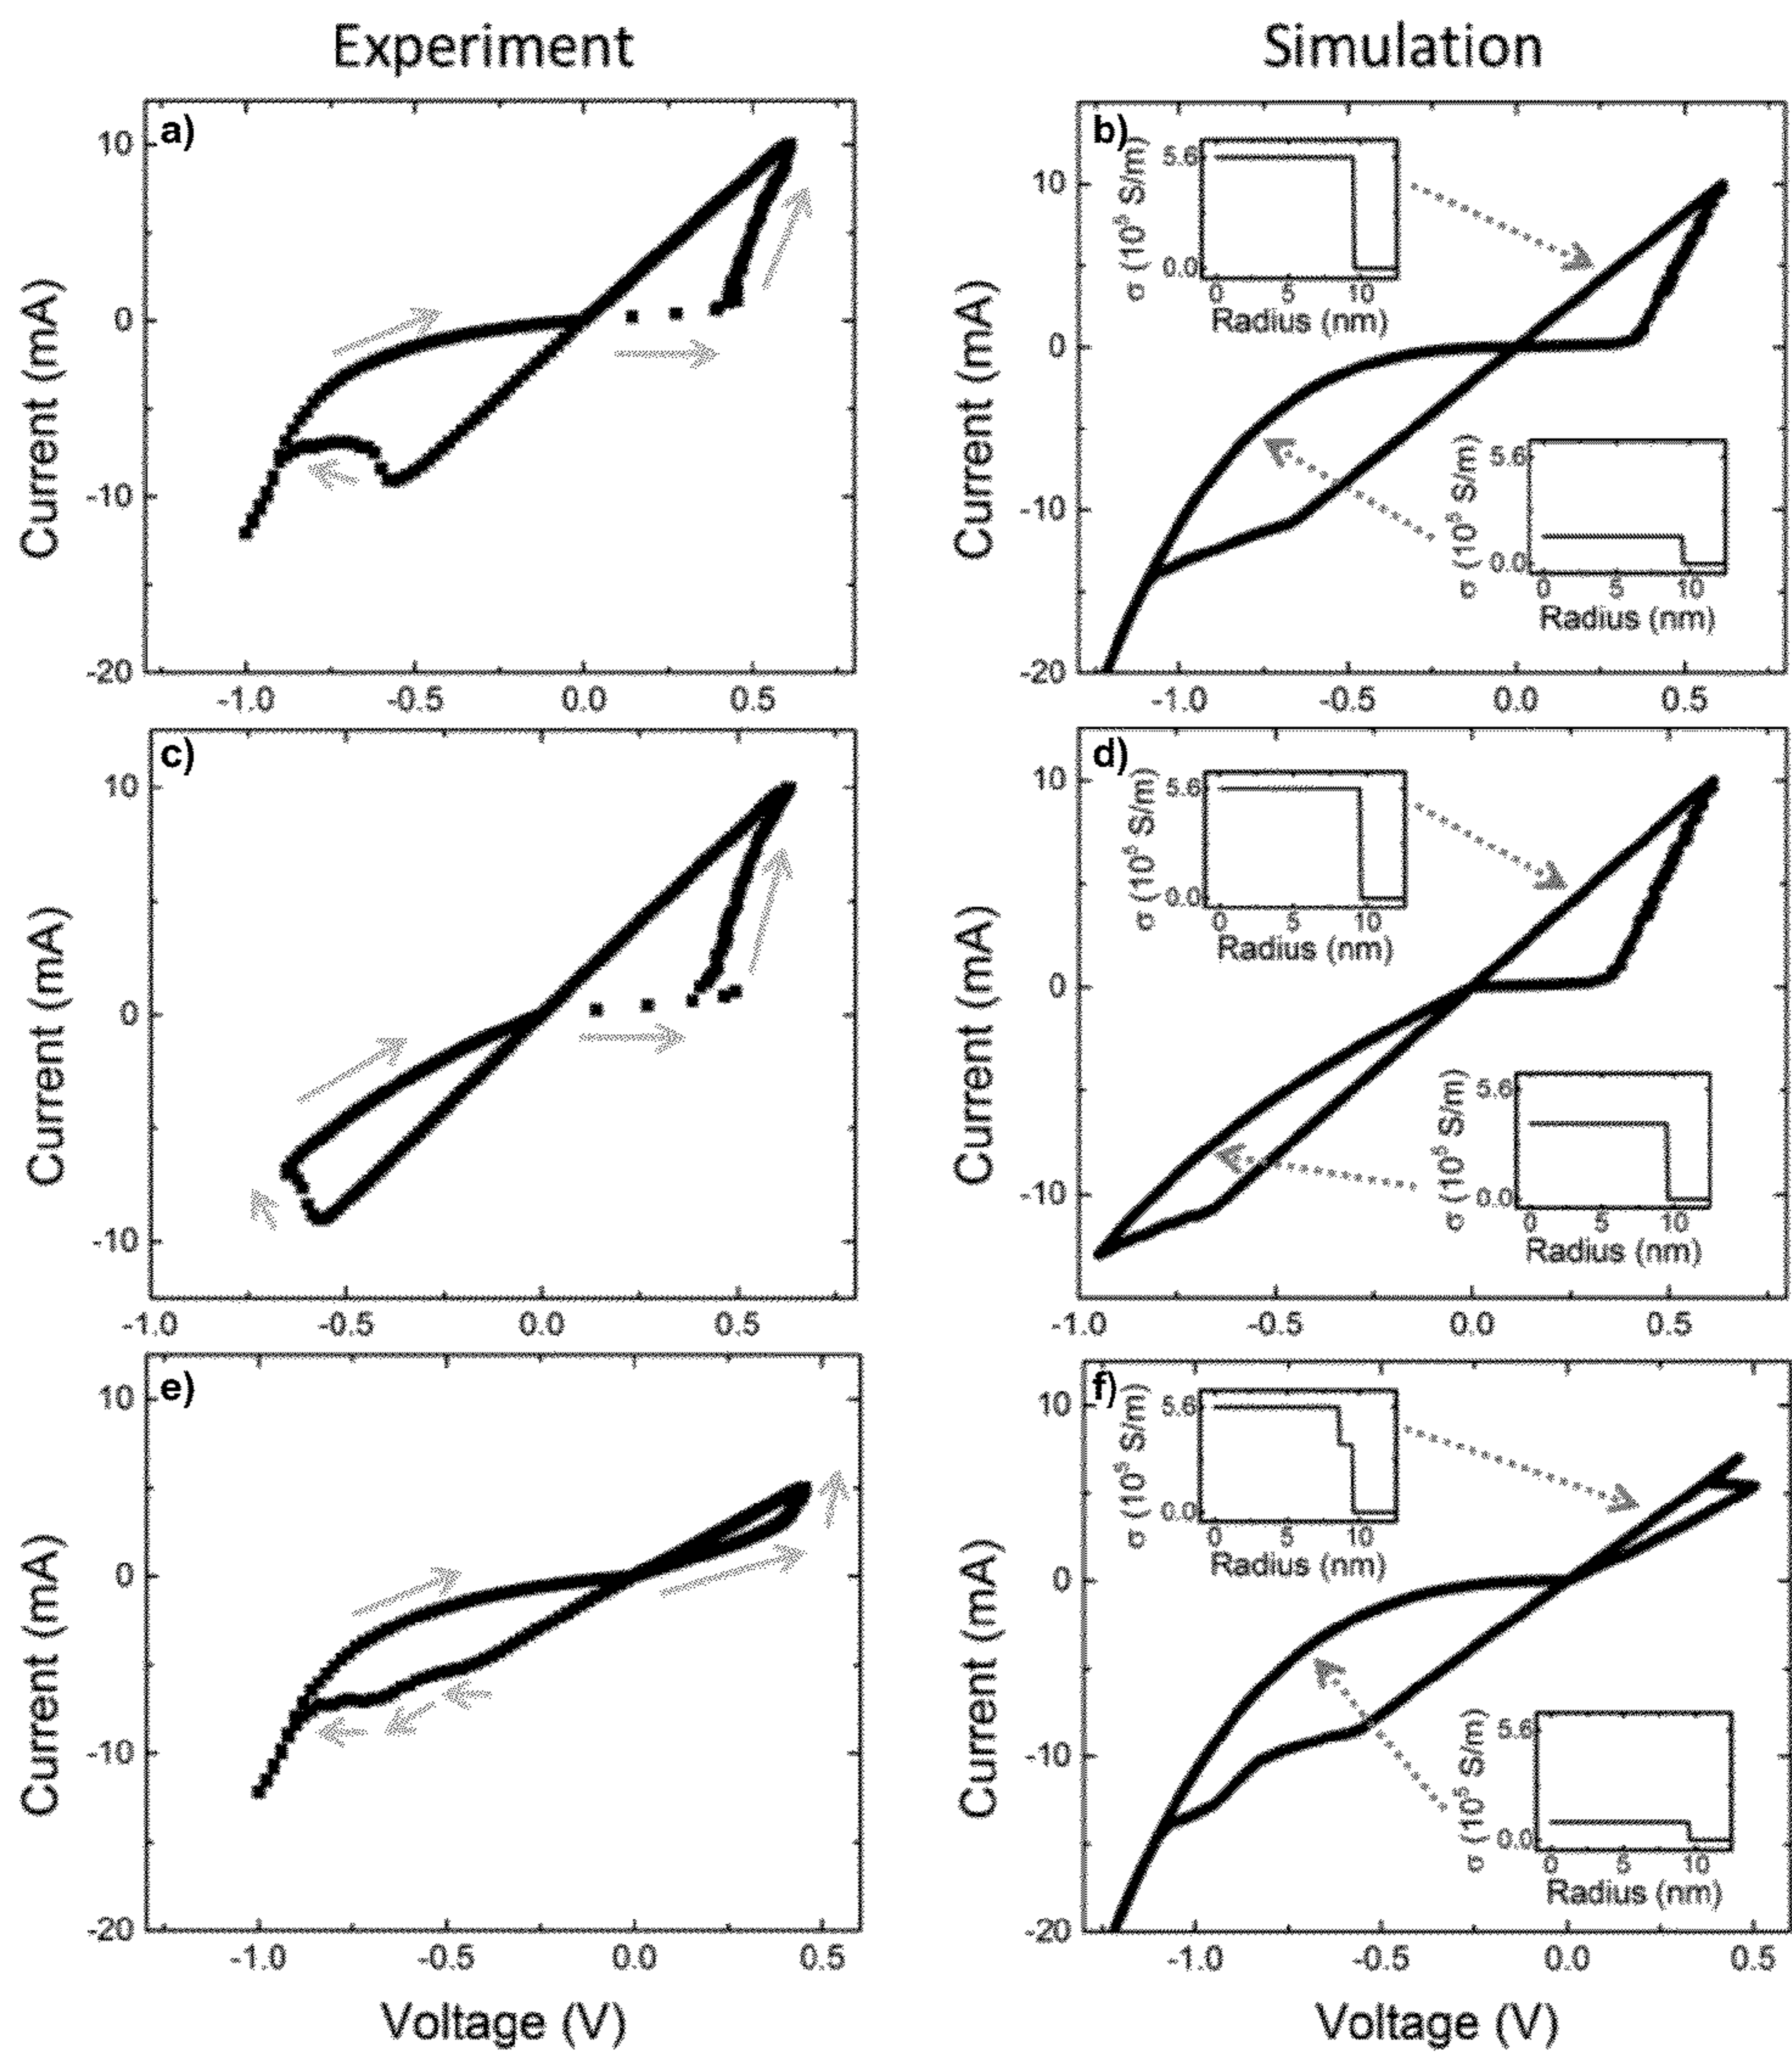 Experiment
Simulation
a)
10
0
-10
-20
Current (mA)
-1.0 -0.5 0.0 0.5
b)
10
0
-10
-20
Current (mA)
-1.0 -0.5 0.0 0.5
σ (10⁵ S/m)
5.6
0.0
0 5 10
Radius (nm)
σ (10⁵ S/m)
5.6
0.0
0 5 10
Radius (nm)
c)
10
0
-10
Current (mA)
-1.0 -0.5 0.0 0.5
d)
10
0
-10
Current (mA)
-1.0 -0.5 0.0 0.5
σ (10⁵ S/m)
5.6
0.0
0 5 10
Radius (nm)
σ (10⁵ S/m)
5.6
0.0
0 5 10
Radius (nm)
e)
10
0
-10
-20
Current (mA)
-1.0 -0.5 0.0 0.5
Voltage (V)
f)
10
0
-10
-20
Current (mA)
-1.0 -0.5 0.0 0.5
Voltage (V)
σ (10⁵ S/m)
5.6
0.0
0 5 10
Radius (nm)
σ (10⁵ S/m)
5.6
0.0
0 5 10
Radius (nm)